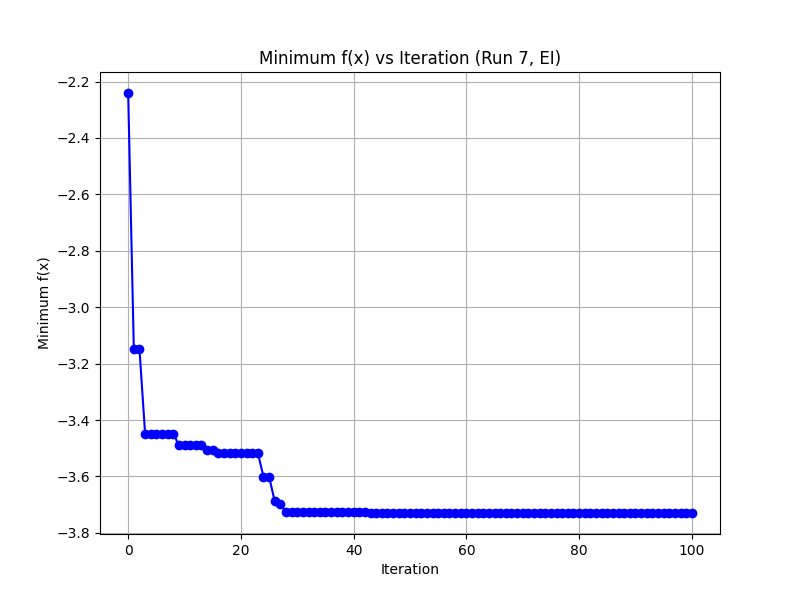 Minimum f(x) vs Iteration (Run 7, EI)
Minimum f(x)
−2.2
−2.4
−2.6
−2.8
−3.0
−3.2
−3.4
−3.6
−3.8
0 20 40 60 80 100
Iteration